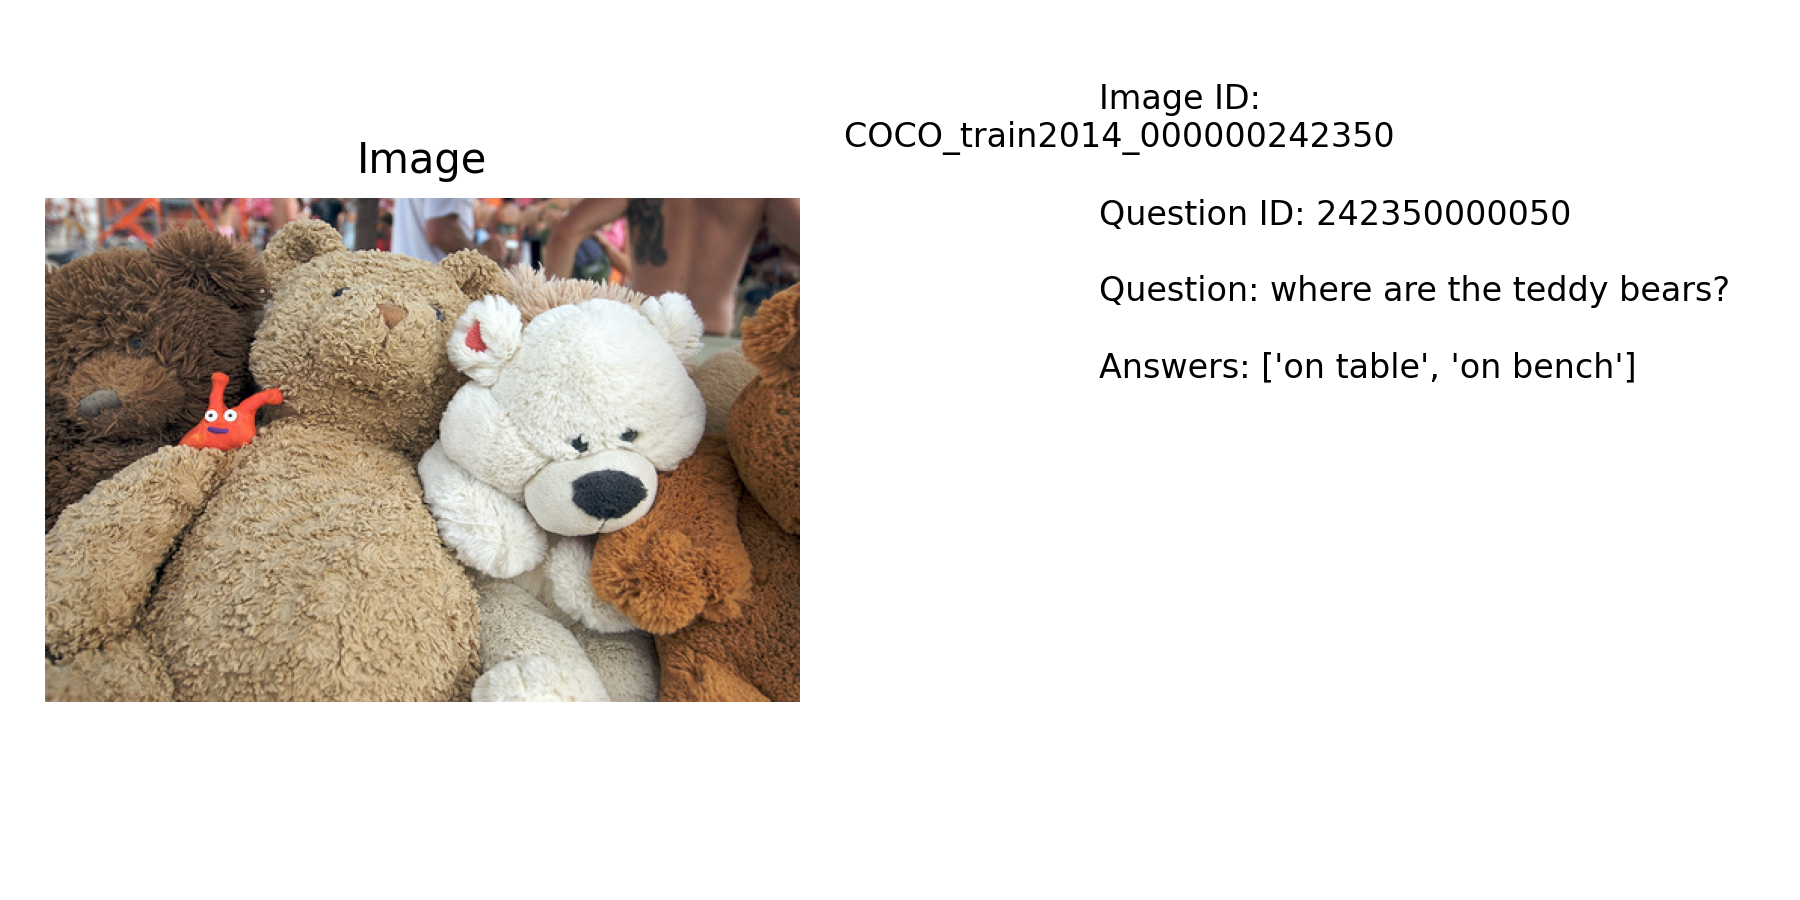 Image
Image ID:
COCO_train2014_000000242350
Question ID: 242350000050
Question: where are the teddy bears?
Answers: ['on table', 'on bench']